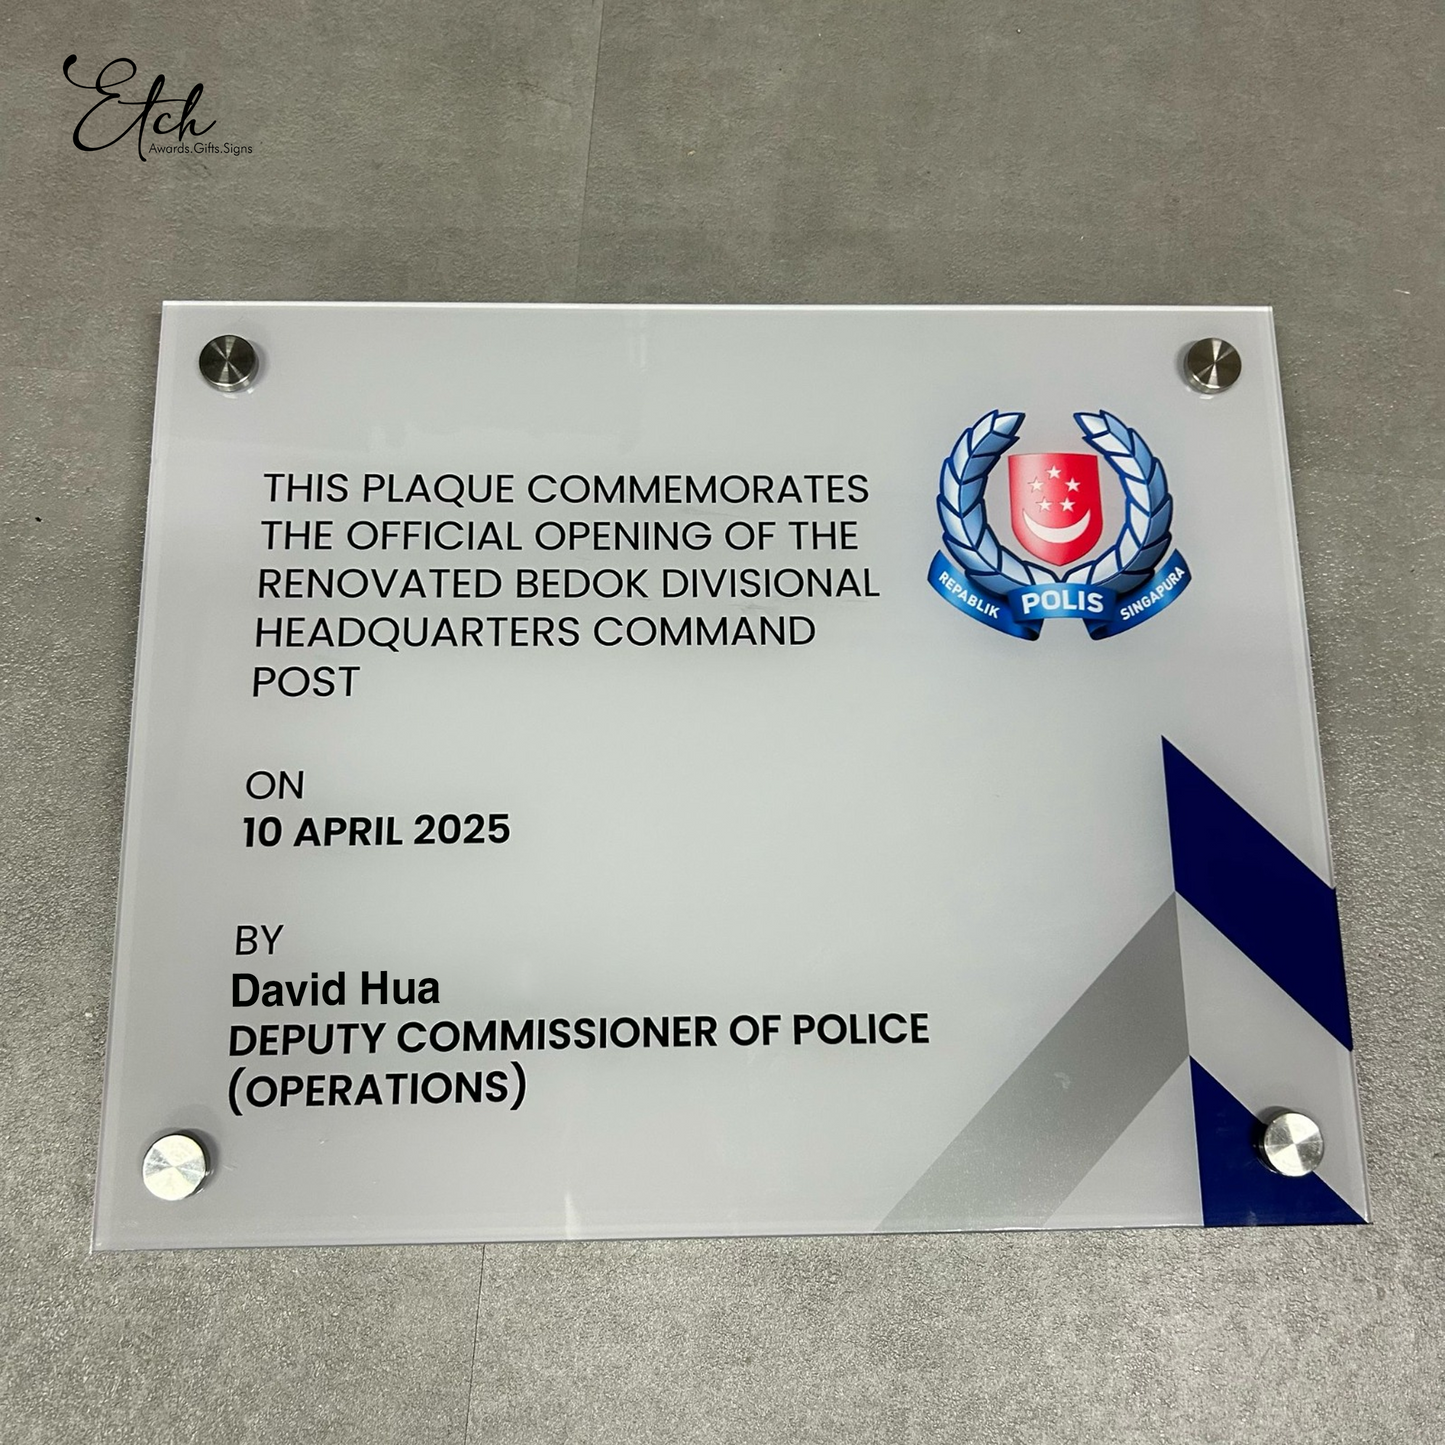 Etch
Awards.Gifts.Signs
THIS PLAQUE COMMEMORATES
THE OFFICIAL OPENING OF THE
RENOVATED BEDOK DIVISIONAL
HEADQUARTERS COMMAND
POST
REPABLIK POLIS SINGAPURA
ON
10 APRIL 2025
BY
David Hua
DEPUTY COMMISSIONER OF POLICE
(OPERATIONS)